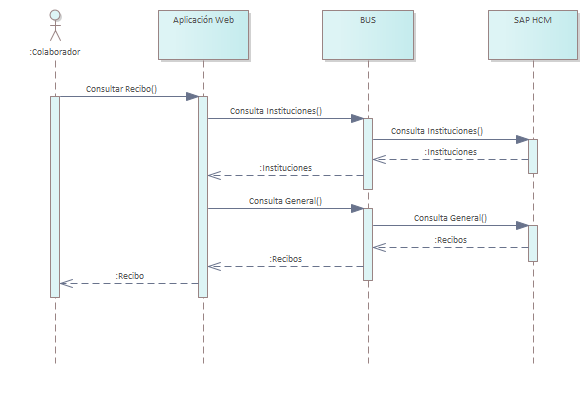 Aplicación Web
BUS
SAP HCM
:Colaborador
Consultar Recibo()
Consulta Instituciones()
Consulta Instituciones()
:Instituciones
:Instituciones
Consulta General()
Consulta General()
:Recibos
:Recibos
:Recibo